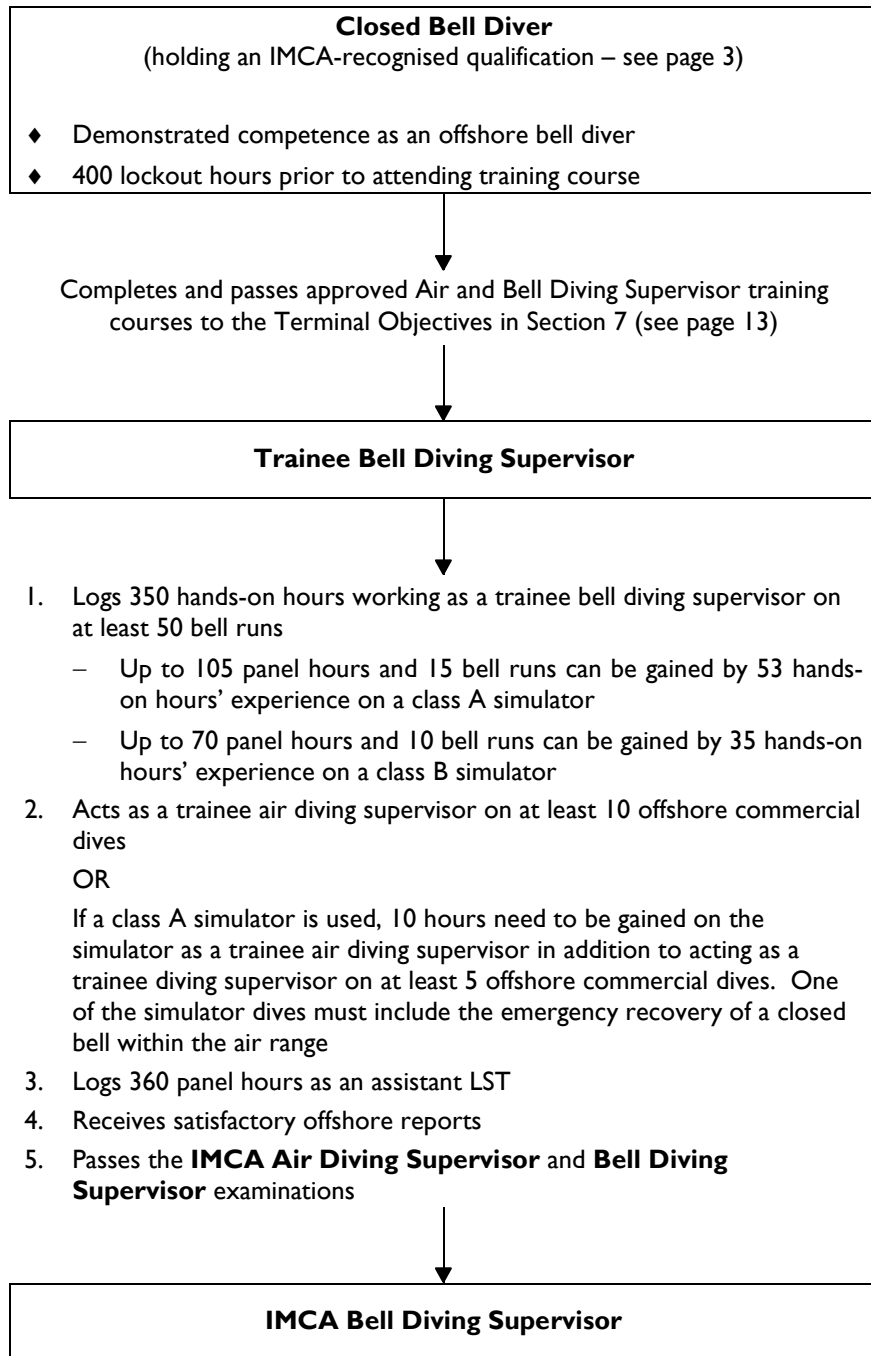 Closed Bell Diver
(holding an IMCA-recognised qualification – see page 3)
♦ Demonstrated competence as an offshore bell diver
♦ 400 lockout hours prior to attending training course
Completes and passes approved Air and Bell Diving Supervisor training
courses to the Terminal Objectives in Section 7 (see page 13)
Trainee Bell Diving Supervisor
1. Logs 350 hands-on hours working as a trainee bell diving supervisor on
at least 50 bell runs
– Up to 105 panel hours and 15 bell runs can be gained by 53 hands-
on hours’ experience on a class A simulator
– Up to 70 panel hours and 10 bell runs can be gained by 35 hands-on
hours’ experience on a class B simulator
2. Acts as a trainee air diving supervisor on at least 10 offshore commercial
dives
OR
If a class A simulator is used, 10 hours need to be gained on the
simulator as a trainee air diving supervisor in addition to acting as a
trainee diving supervisor on at least 5 offshore commercial dives. One
of the simulator dives must include the emergency recovery of a closed
bell within the air range
3. Logs 360 panel hours as an assistant LST
4. Receives satisfactory offshore reports
5. Passes the IMCA Air Diving Supervisor and Bell Diving
Supervisor examinations
IMCA Bell Diving Supervisor